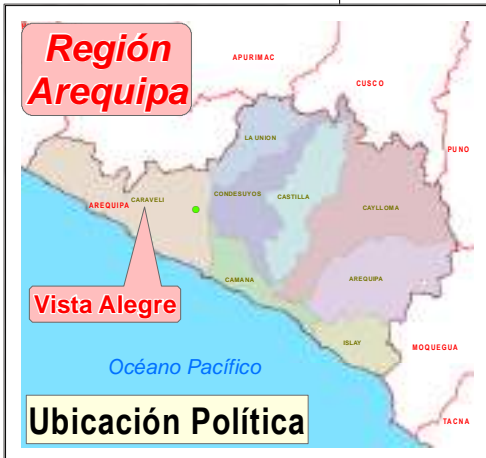 Región
Arequipa
APURIMAC
CUSCO
PUNO
LA UNION
CARAVELI
CONDESUYOS
CASTILLA
CAYLLOMA
AREQUIPA
CAMANA
AREQUIPA
Vista Alegre
ISLAY
MOQUEGUA
Océano Pacífico
Ubicación Política
TACNA